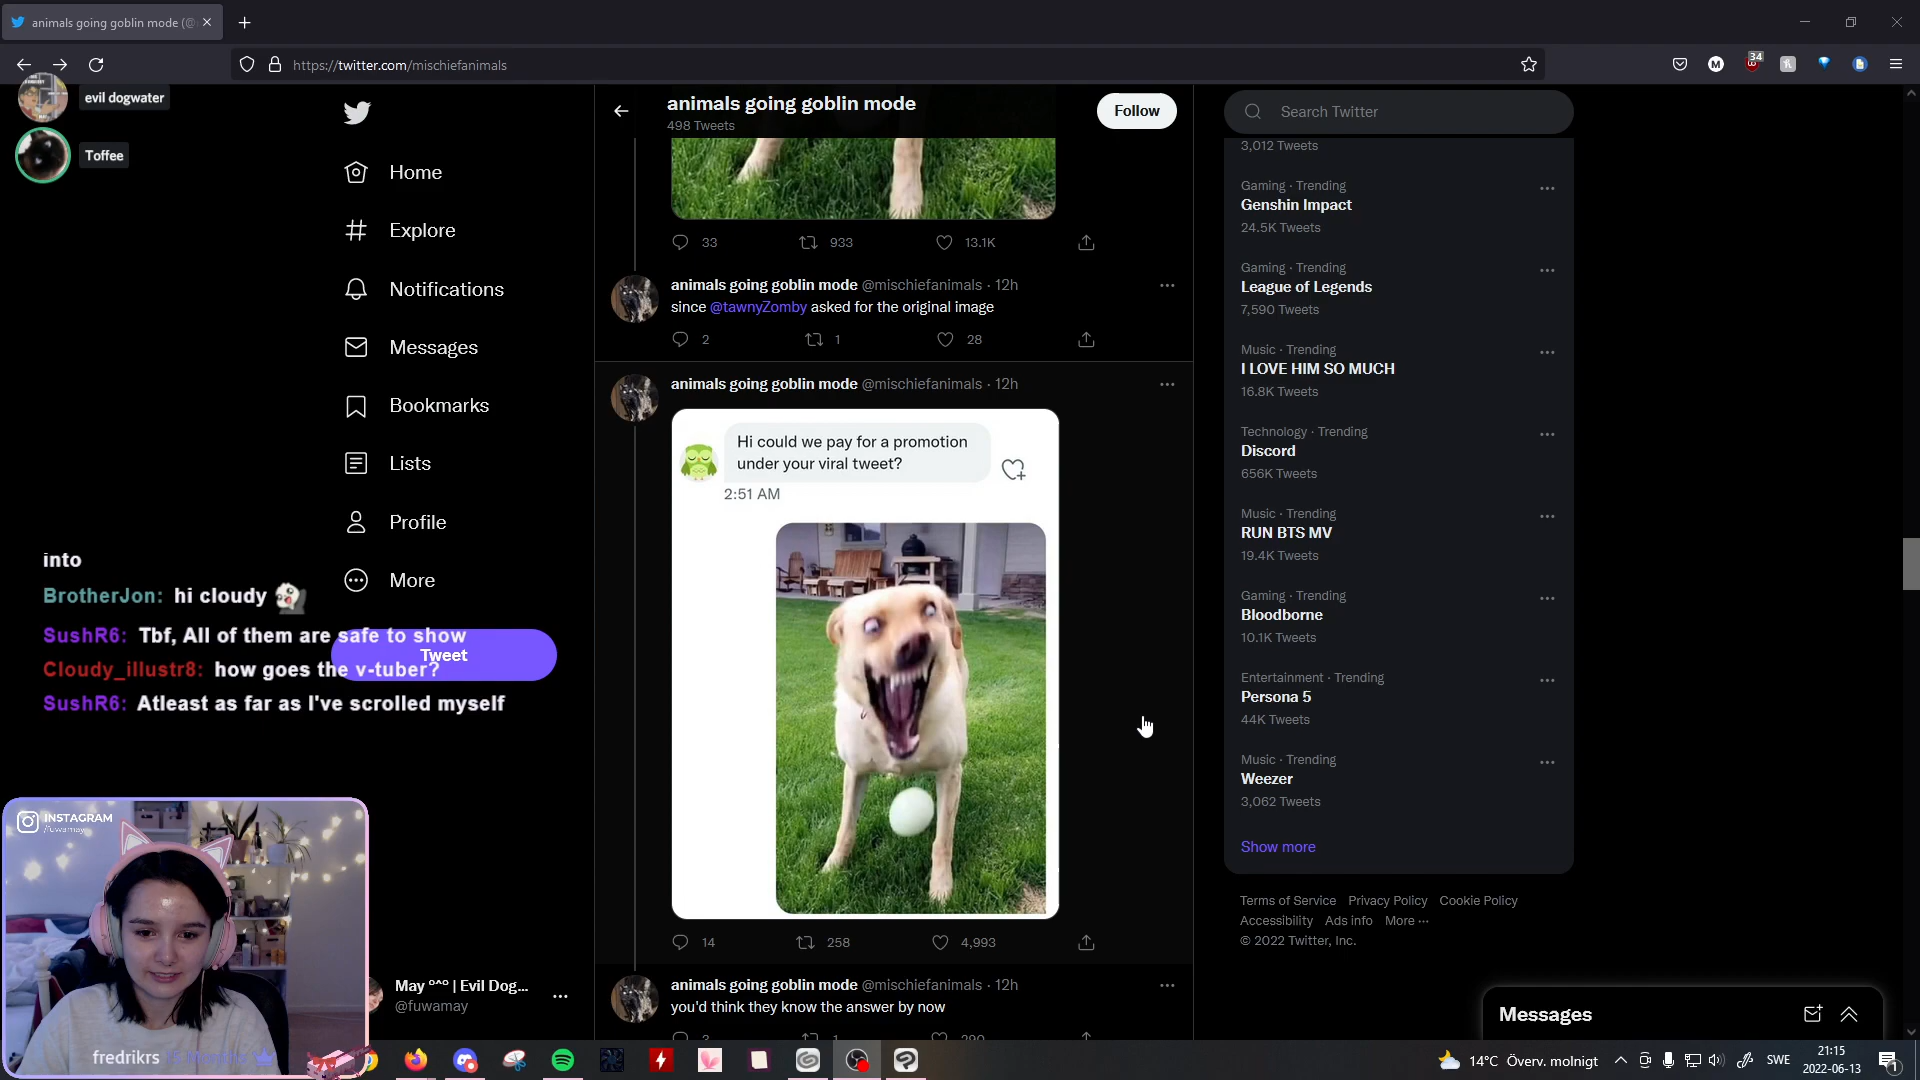 animals going goblin mode (@
https://twitter.com/mischiefanimals
34
evil dogwater
Toffee
Home
Explore
Notifications
Messages
Bookmarks
Lists
Profile
More
Tweet
into
BrotherJon: hi cloudy
SushR6: Tbf, All of them are safe to show
Cloudy_illustr8: how goes the v-tuber?
SushR6: Atleast as far as I've scrolled myself
INSTAGRAM
/fuwamay
fredrikrs
May º^º | Evil Dog...
@fuwamay
animals going goblin mode
498 Tweets
Follow
33 933 13.1K
animals going goblin mode @mischiefanimals · 12h
since @tawnyZomby asked for the original image
2 1 28
animals going goblin mode @mischiefanimals · 12h
Hi could we pay for a promotion
under your viral tweet?
2:51 AM
14 258 4,993
animals going goblin mode @mischiefanimals · 12h
you'd think they know the answer by now
3 1 290
Search Twitter
3,012 Tweets
Gaming · Trending
Genshin Impact
24.5K Tweets
Gaming · Trending
League of Legends
7,590 Tweets
Music · Trending
I LOVE HIM SO MUCH
16.8K Tweets
Technology · Trending
Discord
656K Tweets
Music · Trending
RUN BTS MV
19.4K Tweets
Gaming · Trending
Bloodborne
10.1K Tweets
Entertainment · Trending
Persona 5
44K Tweets
Music · Trending
Weezer
3,062 Tweets
Show more
Terms of Service Privacy Policy Cookie Policy
Accessibility Ads info More ···
© 2022 Twitter, Inc.
Messages
14°C Överv. molnigt
SWE
21:15
2022-06-13
1